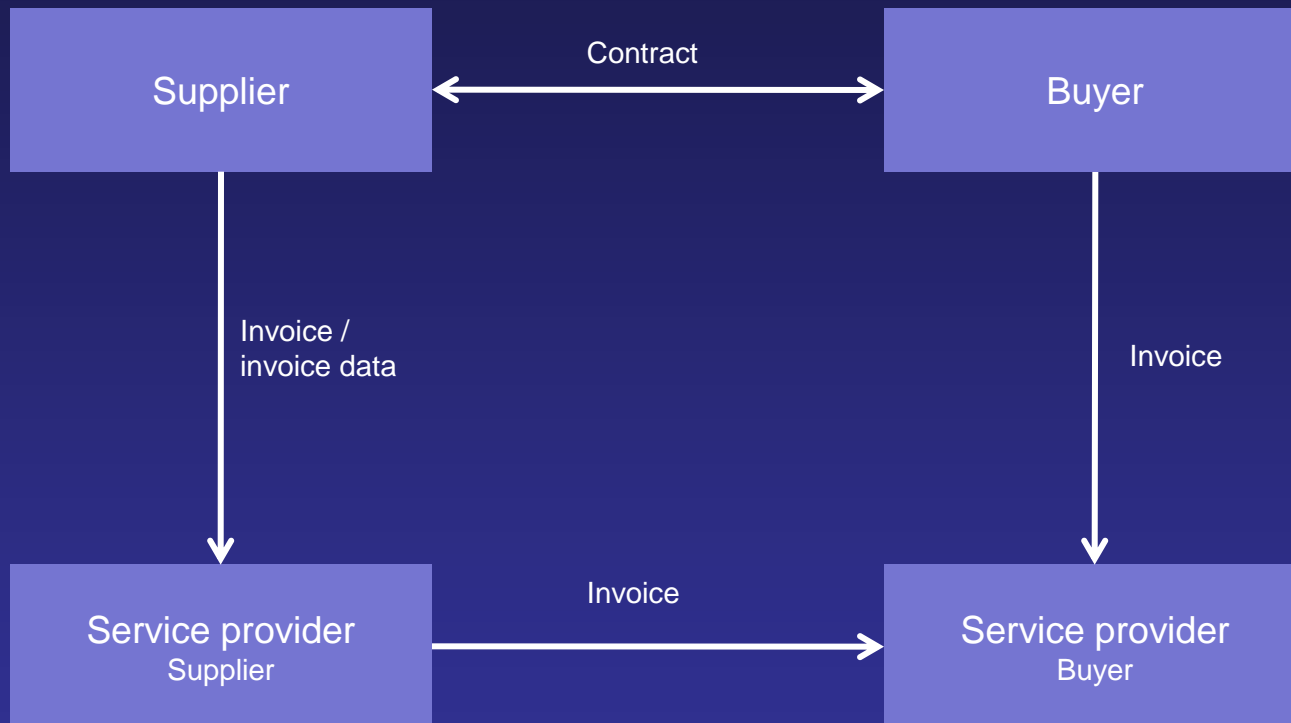 Contract
Supplier
Buyer
Invoice /
invoice data
Invoice
Invoice
Service provider
Supplier
Service provider
Buyer